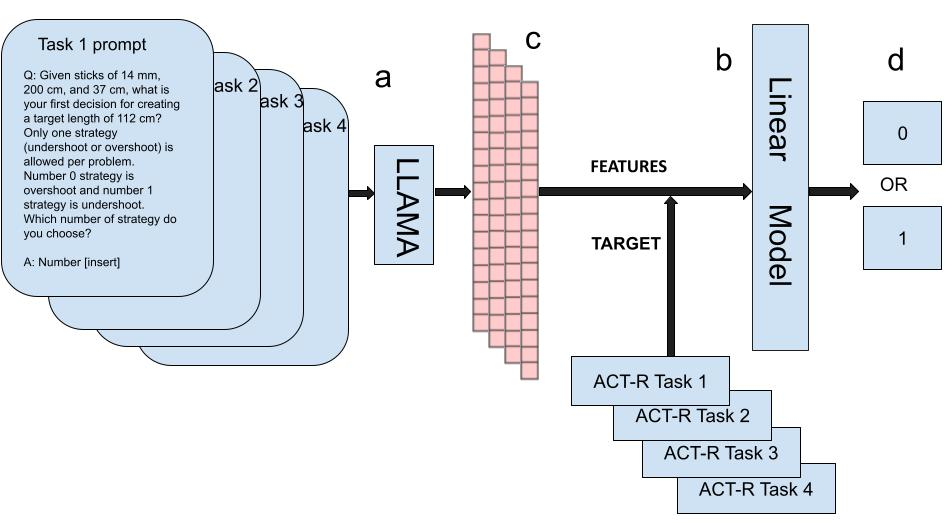 Task 1 prompt
Q: Given sticks of 14 mm,
200 cm, and 37 cm, what is
your first decision for creating
a target length of 112 cm?
Only one strategy
(undershoot or overshoot) is
allowed per problem.
Number 0 strategy is
overshoot and number 1
strategy is undershoot.
Which number of strategy do
you choose?
A: Number [insert]
ask 2
ask 3
ask 4
a
LLAMA
c
FEATURES
TARGET
b
Linear Model
d
0
OR
1
ACT-R Task 1
ACT-R Task 2
ACT-R Task 3
ACT-R Task 4